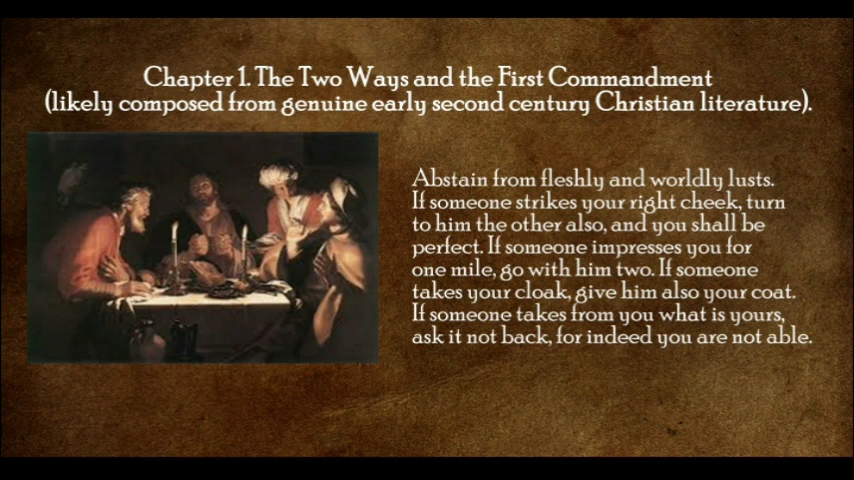 Chapter 1. The Two Ways and the First Commandment
(likely composed from genuine early second century Christian literature).
Abstain from fleshly and worldly lusts.
If someone strikes your right cheek, turn
to him the other also, and you shall be
perfect. If someone impresses you for
one mile, go with him two. If someone
takes your cloak, give him also your coat.
If someone takes from you what is yours,
ask it not back, for indeed you are not able.